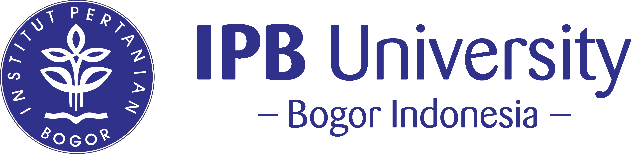 INSTITUT PERTANIAN
BOGOR
IPB University
– Bogor Indonesia –